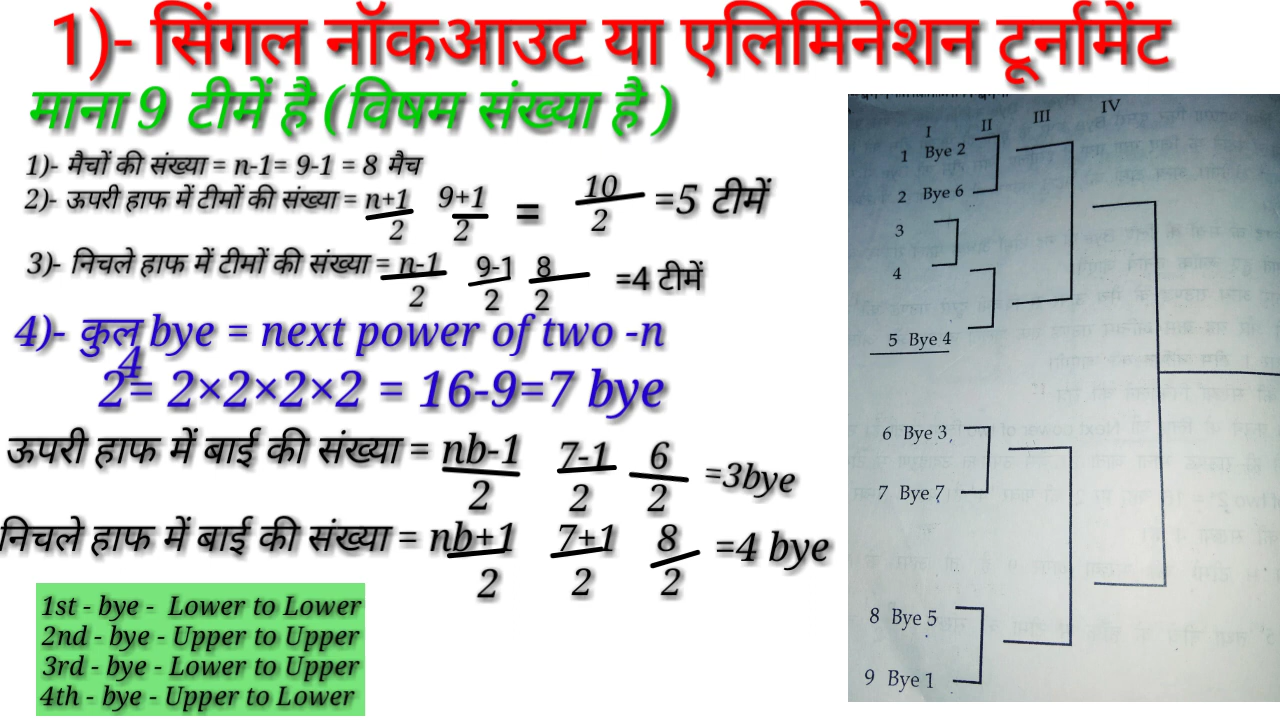 1)- सिंगल नॉकआउट या एलिमिनेशन टूर्नामेंट
माना 9 टीमें है (विषम संख्या है )
1)- मैचों की संख्या = n-1= 9-1 = 8 मैच
2)- ऊपरी हाफ में टीमों की संख्या = n+1 9+1 = 10 =5 टीमें
2 2 2
3)- निचले हाफ में टीमों की संख्या = n-1 9-1 8 =4 टीमें
2 2 2
4)- कुल bye = next power of two -n
4
2= 2×2×2×2 = 16-9=7 bye
ऊपरी हाफ में बाई की संख्या = nb-1 7-1 6 =3bye
2 2 2
निचले हाफ में बाई की संख्या = nb+1 7+1 8 =4 bye
2 2 2
1st - bye - Lower to Lower
2nd - bye - Upper to Upper
3rd - bye - Lower to Upper
4th - bye - Upper to Lower
I II III IV
1 Bye 2
2 Bye 6
3
4
5 Bye 4
6 Bye 3
7 Bye 7
8 Bye 5
9 Bye 1